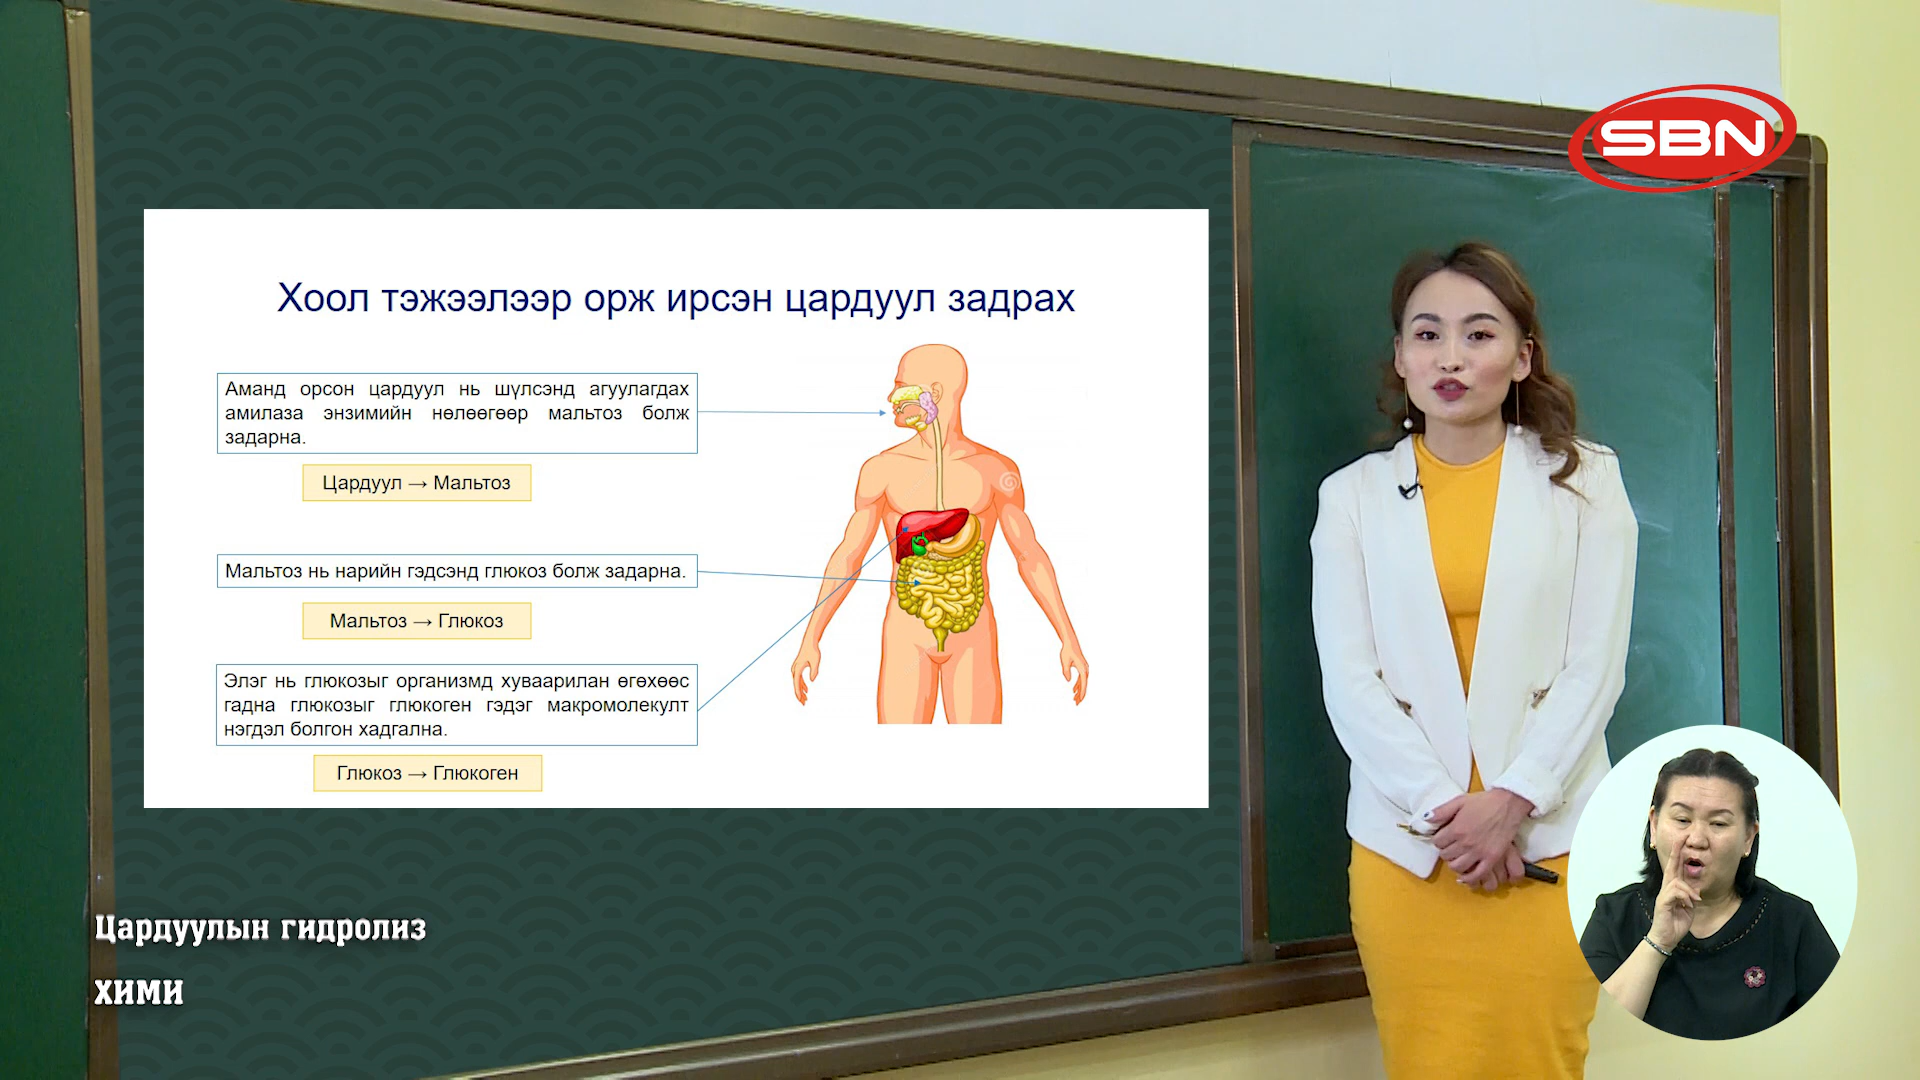 SBN
Хоол тэжээлээр орж ирсэн цардуул задрах
Аманд орсон цардуул нь шүлсэнд агуулагдах
амилаза энзимийн нөлөөгөөр мальтоз болж
задарна.
Цардуул → Мальтоз
Мальтоз нь нарийн гэдсэнд глюкоз болж задарна.
Мальтоз → Глюкоз
Элэг нь глюкозыг организмд хуваарилан өгөхөөс
гадна глюкозыг глюкоген гэдэг макромолекулт
нэгдэл болгон хадгална.
Глюкоз → Глюкоген
Цардуулын гидролиз
ХИМИ